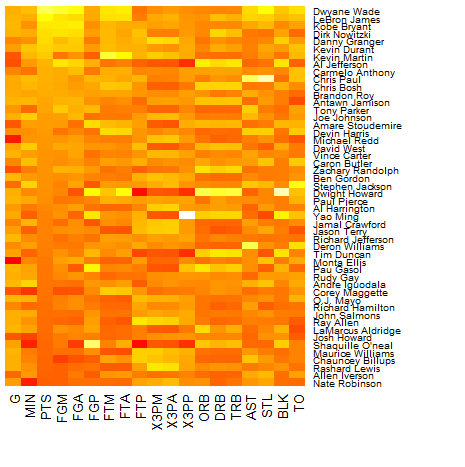 Dwyane Wade
LeBron James
Kobe Bryant
Dirk Nowitzki
Danny Granger
Kevin Durant
Kevin Martin
Al Jefferson
Carmelo Anthony
Chris Paul
Chris Bosh
Brandon Roy
Antawn Jamison
Tony Parker
Joe Johnson
Amare Stoudemire
Devin Harris
Michael Redd
David West
Vince Carter
Caron Butler
Zachary Randolph
Ben Gordon
Stephen Jackson
Dwight Howard
Paul Pierce
Al Harrington
Yao Ming
Jamal Crawford
Jason Terry
Richard Jefferson
Deron Williams
Tim Duncan
Monta Ellis
Pau Gasol
Rudy Gay
Andre Iguodala
Corey Maggette
O.J. Mayo
Richard Hamilton
John Salmons
Ray Allen
LaMarcus Aldridge
Josh Howard
Shaquille O'neal
Maurice Williams
Chauncey Billups
Rashard Lewis
Allen Iverson
Nate Robinson
G MIN PTS FGM FGA FGP FTM FTA FTP X3PM X3PA X3PP ORB DRB TRB AST STL BLK TO